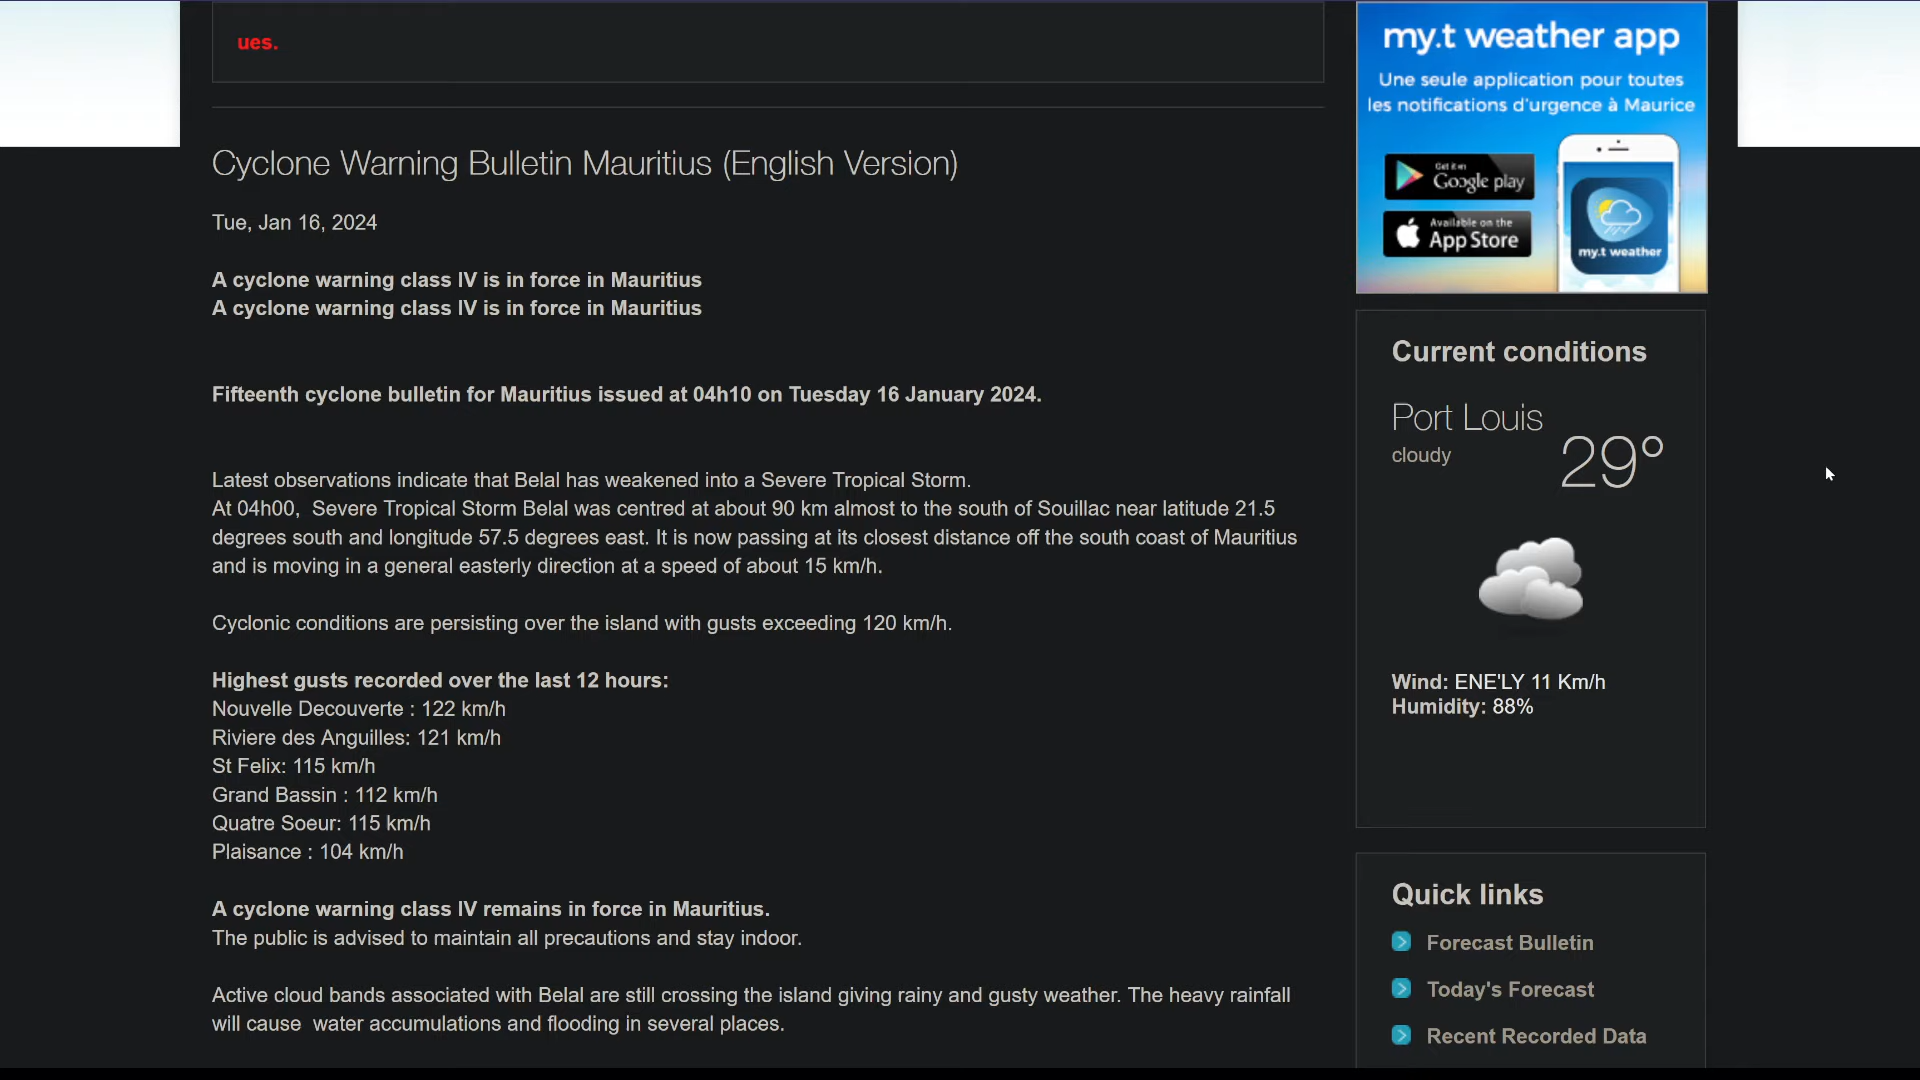 ues.
Cyclone Warning Bulletin Mauritius (English Version)
Tue, Jan 16, 2024
A cyclone warning class IV is in force in Mauritius
A cyclone warning class IV is in force in Mauritius
Fifteenth cyclone bulletin for Mauritius issued at 04h10 on Tuesday 16 January 2024.
Latest observations indicate that Belal has weakened into a Severe Tropical Storm.
At 04h00,  Severe Tropical Storm Belal was centred at about 90 km almost to the south of Souillac near latitude 21.5
degrees south and longitude 57.5 degrees east. It is now passing at its closest distance off the south coast of Mauritius
and is moving in a general easterly direction at a speed of about 15 km/h.
Cyclonic conditions are persisting over the island with gusts exceeding 120 km/h.
Highest gusts recorded over the last 12 hours:
Nouvelle Decouverte : 122 km/h
Riviere des Anguilles: 121 km/h
St Felix: 115 km/h
Grand Bassin : 112 km/h
Quatre Soeur: 115 km/h
Plaisance : 104 km/h
A cyclone warning class IV remains in force in Mauritius.
The public is advised to maintain all precautions and stay indoor.
Active cloud bands associated with Belal are still crossing the island giving rainy and gusty weather. The heavy rainfall
will cause  water accumulations and flooding in several places.
my.t weather app
Une seule application pour toutes
les notifications d'urgence à Maurice
Get it on
Google play
Available on the
App Store
my.t weather
Current conditions
Port Louis
cloudy
29°
Wind: ENE'LY 11 Km/h
Humidity: 88%
Quick links
Forecast Bulletin
Today's Forecast
Recent Recorded Data